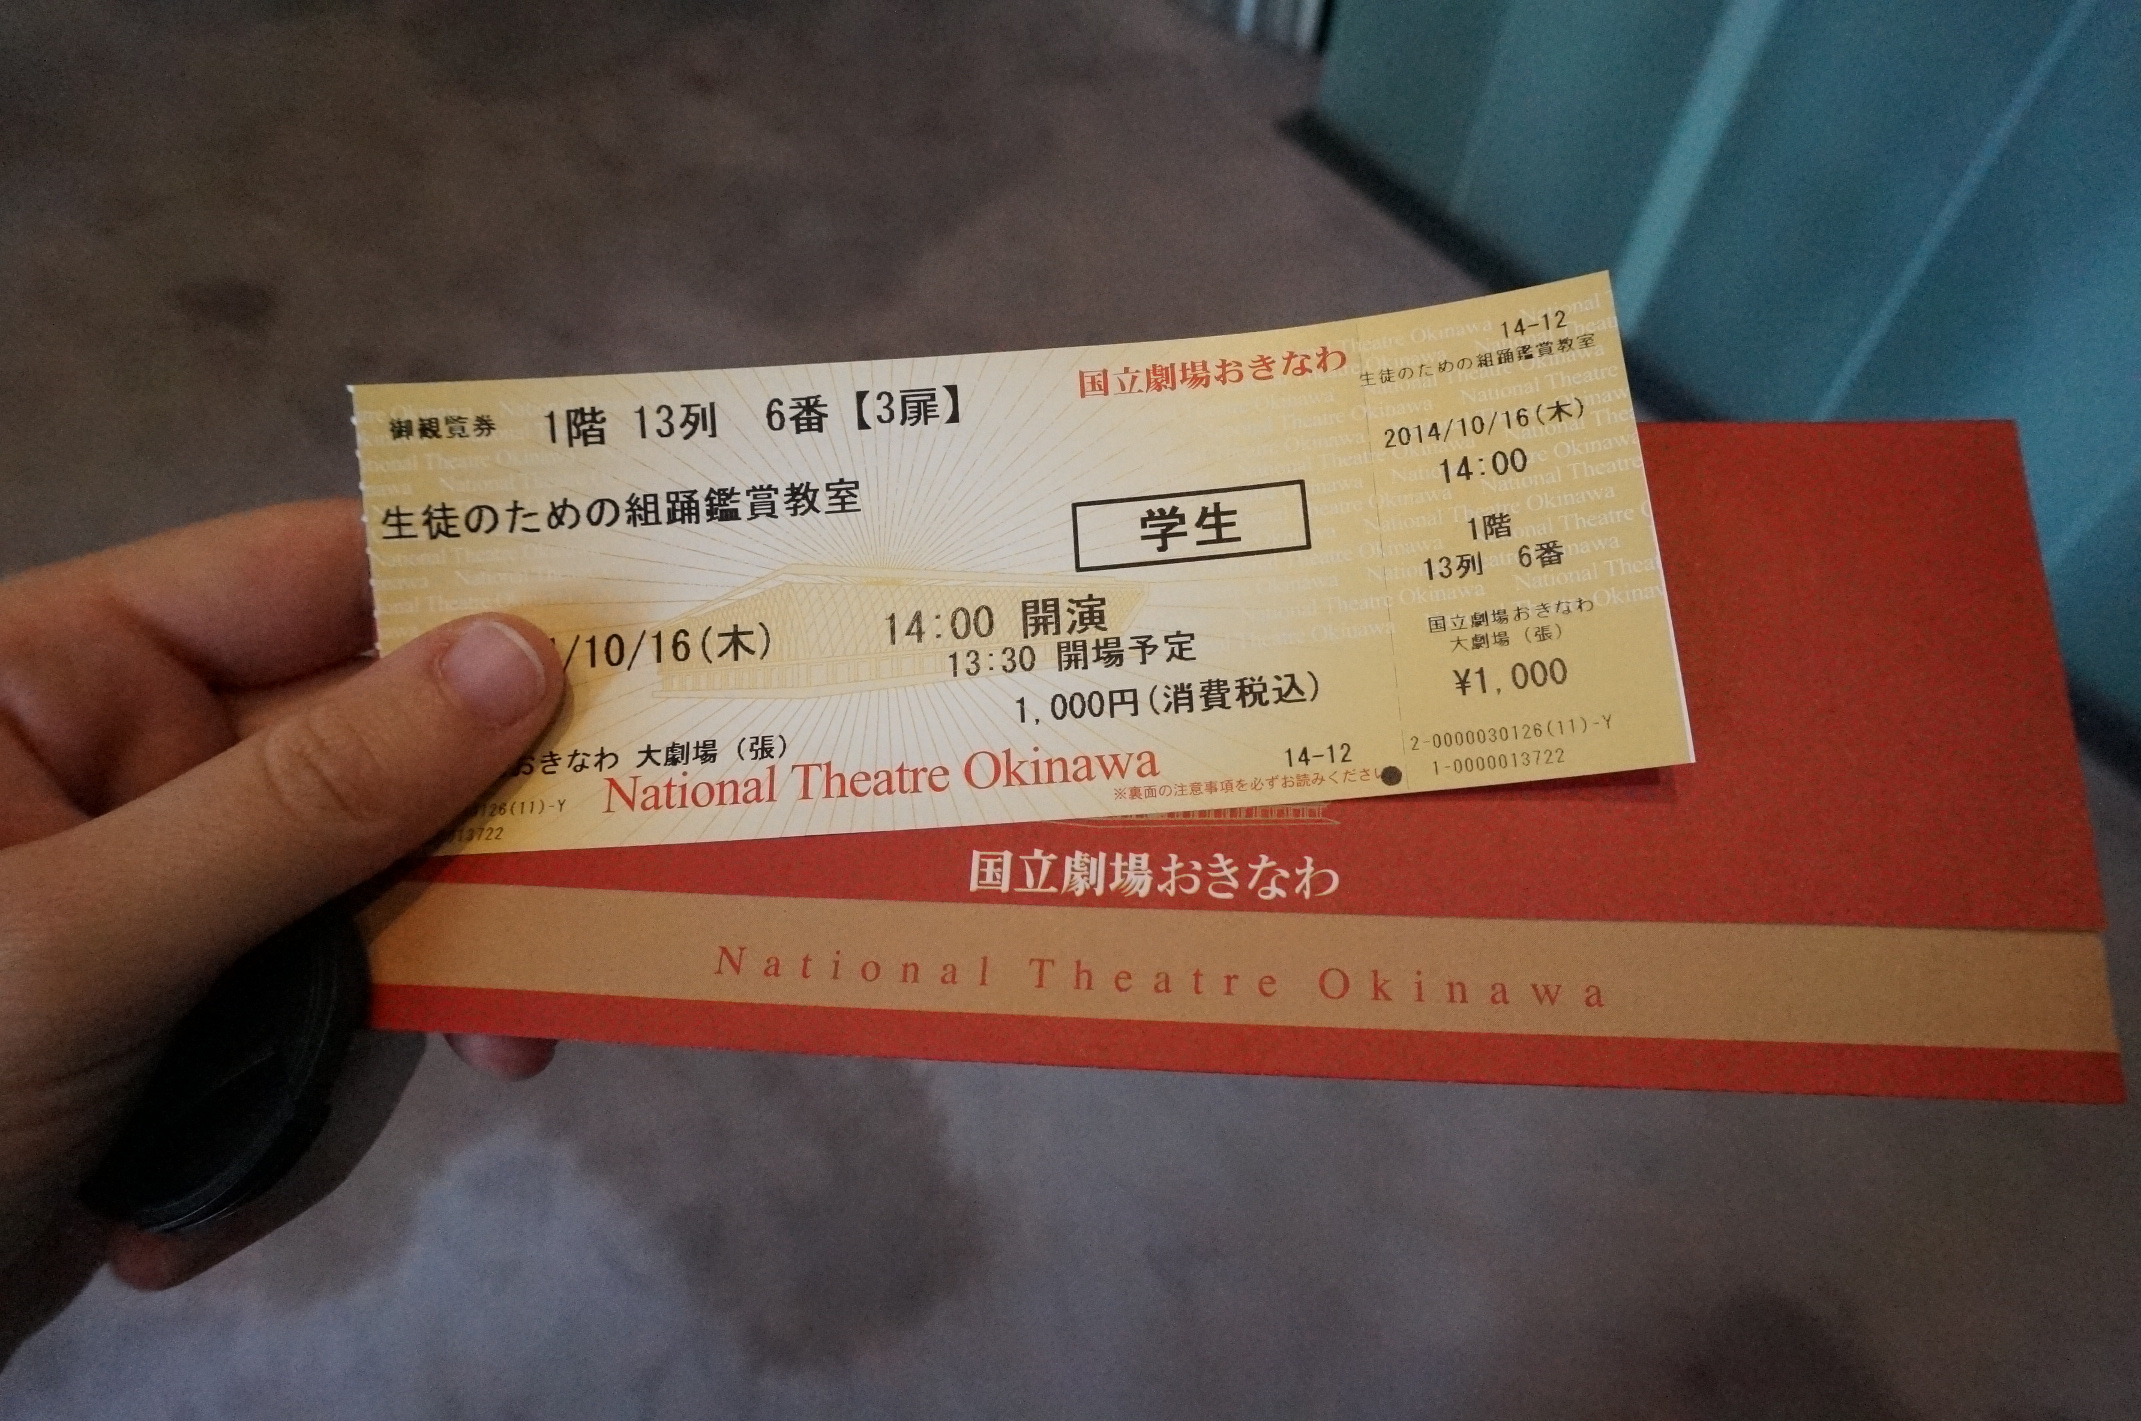 国立劇場おきなわ
御観覧券 1階 13列 6番【3扉】
生徒のための組踊鑑賞教室
学生
/10/16(木) 14:00 開演
13:30 開場予定
1,000円(消費税込)
おきなわ 大劇場 (張)
National Theatre Okinawa
14-12
※裏面の注意事項を必ずお読みくださ
126(11)-Y
13722
14-12
生徒のための組踊鑑賞教室
2014/10/16(木)
14:00
1階
13列 6番
国立劇場おきなわ
大劇場 (張)
¥1,000
2-0000030126(11)-Y
1-0000013722
国立劇場おきなわ
National Theatre Okinawa